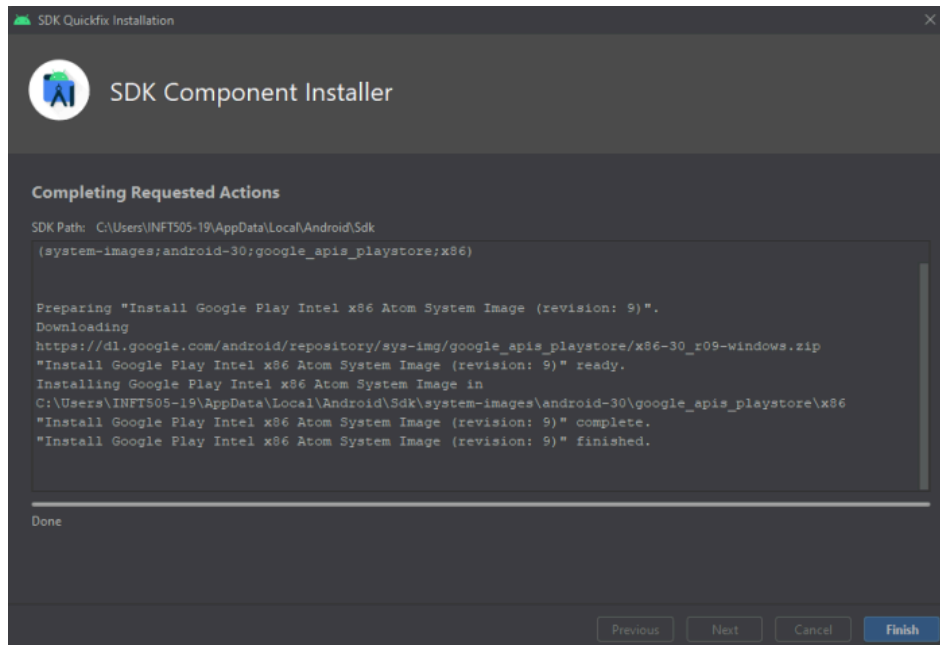 SDK Quickfix Installation
SDK Component Installer
Completing Requested Actions
SDK Path: C:\Users\INFT505-19\AppData\Local\Android\Sdk
(system-images;android-30;google_apis_playstore;x86)
Preparing "Install Google Play Intel x86 Atom System Image (revision: 9)".
Downloading
https://dl.google.com/android/repository/sys-img/google_apis_playstore/x86-30_r09-windows.zip
"Install Google Play Intel x86 Atom System Image (revision: 9)" ready.
Installing Google Play Intel x86 Atom System Image in
C:\Users\INFT505-19\AppData\Local\Android\Sdk\system-images\android-30\google_apis_playstore\x86
"Install Google Play Intel x86 Atom System Image (revision: 9)" complete.
"Install Google Play Intel x86 Atom System Image (revision: 9)" finished.
Done
Previous Next Cancel Finish